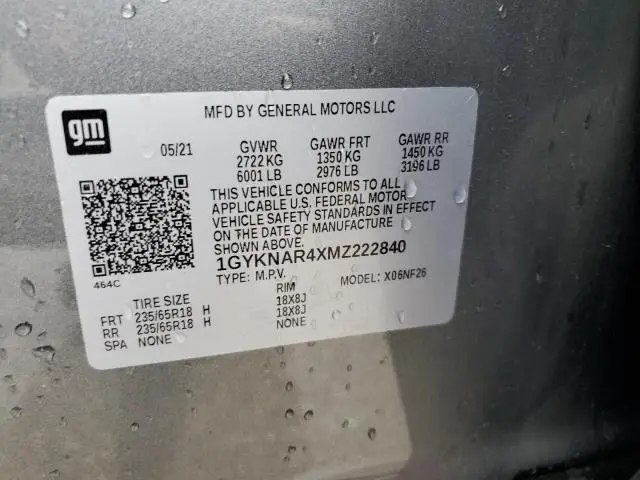 gm
MFD BY GENERAL MOTORS LLC
05/21 GVWR GAWR FRT GAWR RR
2722 KG 1350 KG 1450 KG
6001 LB 2976 LB 3196 LB
THIS VEHICLE CONFORMS TO ALL
APPLICABLE U.S. FEDERAL MOTOR
VEHICLE SAFETY STANDARDS IN EFFECT
ON THE DATE OF MANUFACTURE
SHOWN ABOVE.
1GYKNAR4XMZ222840
464C TYPE: M.P.V. MODEL: X06NF26
TIRE SIZE RIM
FRT 235/65R18 H 18X8J
RR 235/65R18 H 18X8J
SPA NONE NONE